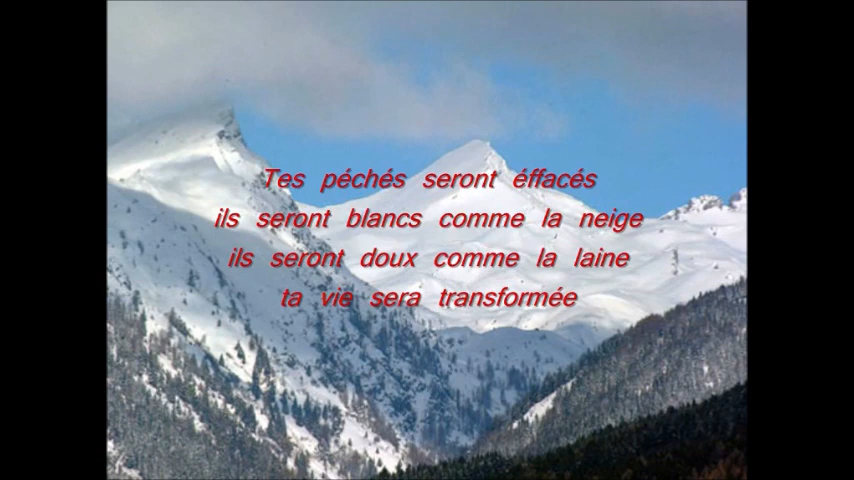 Tes péchés seront éffacés
ils seront blancs comme la neige
ils seront doux comme la laine
ta vie sera transformée